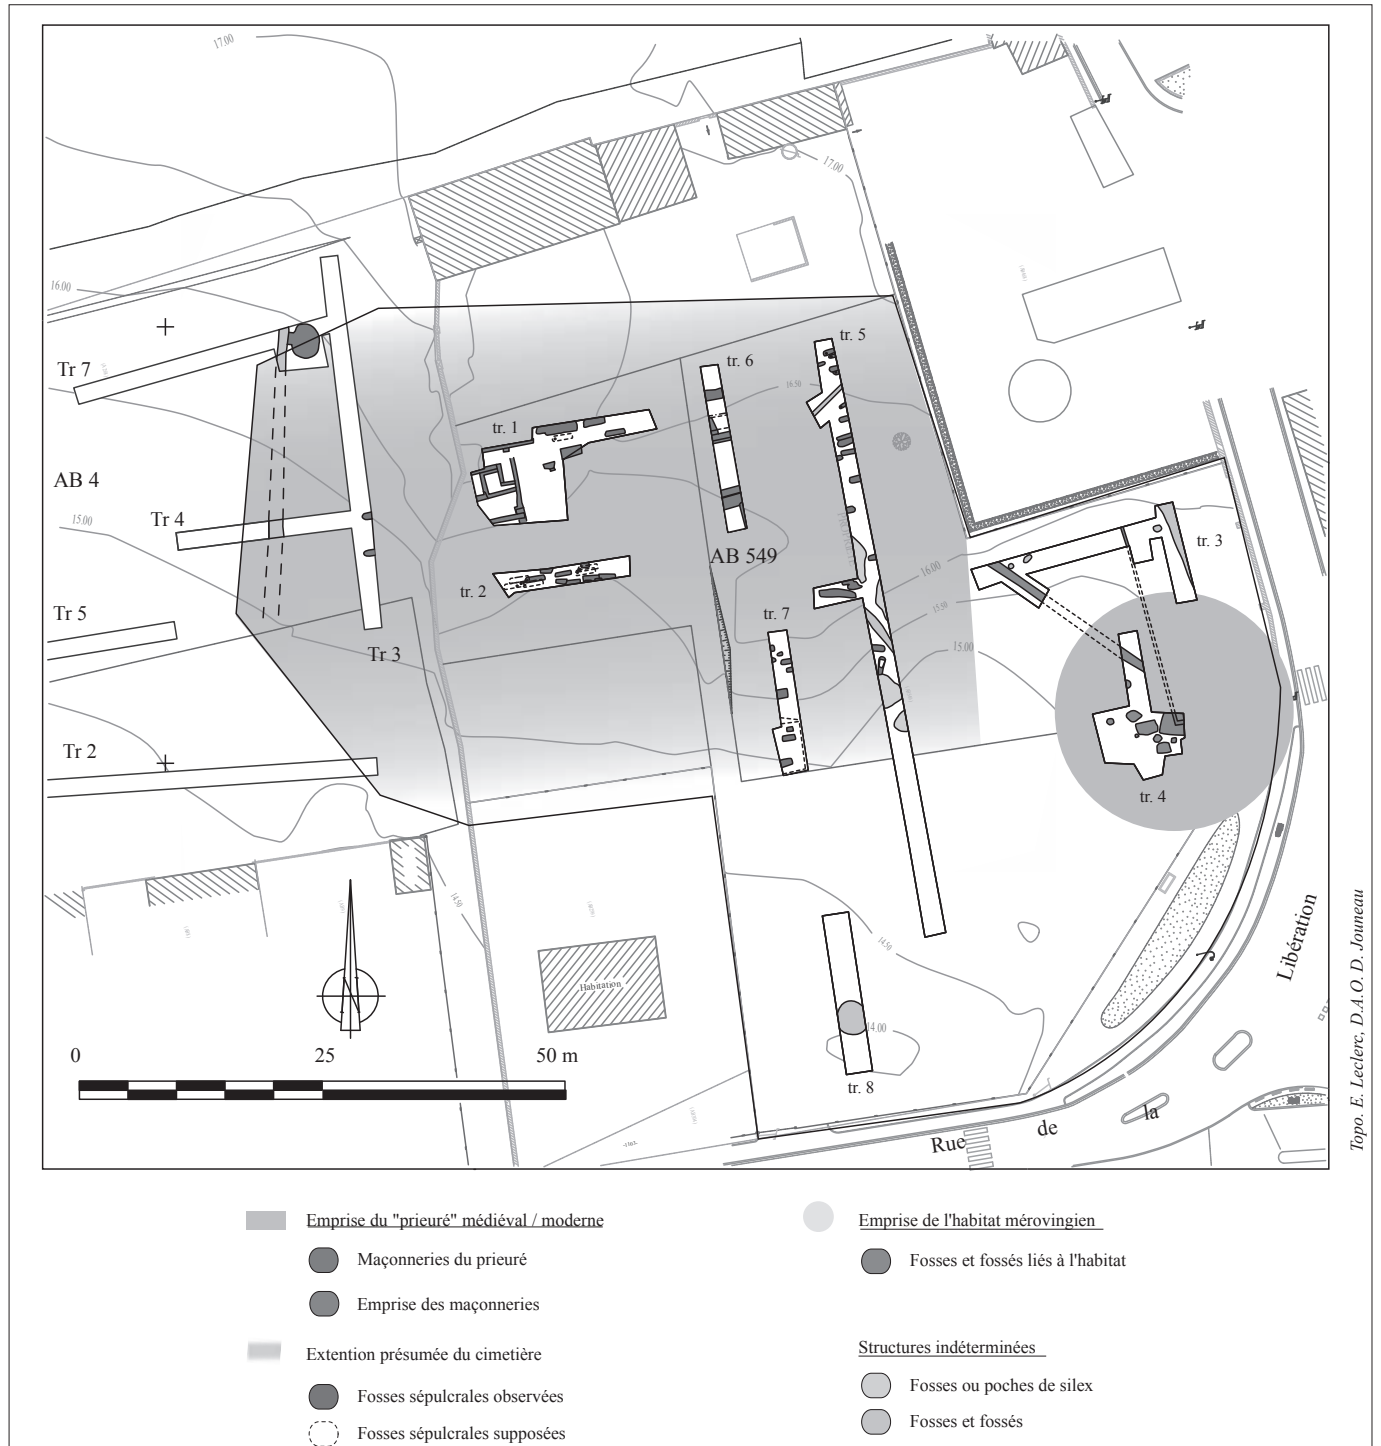 17.00
17.00
16.00
Tr 7
tr. 5
tr. 6
16.50
tr. 1
AB 4
Tr 4
15.00
tr. 3
AB 549
16.00
tr. 2
15.50
Tr 5
tr. 7
Tr 3
15.00
Tr 2
tr. 4
14.50
14.50
Habitation
14.00
tr. 8
0 25 50 m
Rue de la Libération
Topo. E. Leclerc, D.A.O. D. Jouneau
Emprise du "prieuré" médiéval / moderne
Maçonneries du prieuré
Emprise des maçonneries
Extention présumée du cimetière
Fosses sépulcrales observées
Fosses sépulcrales supposées
Emprise de l'habitat mérovingien
Fosses et fossés liés à l'habitat
Structures indéterminées
Fosses ou poches de silex
Fosses et fossés